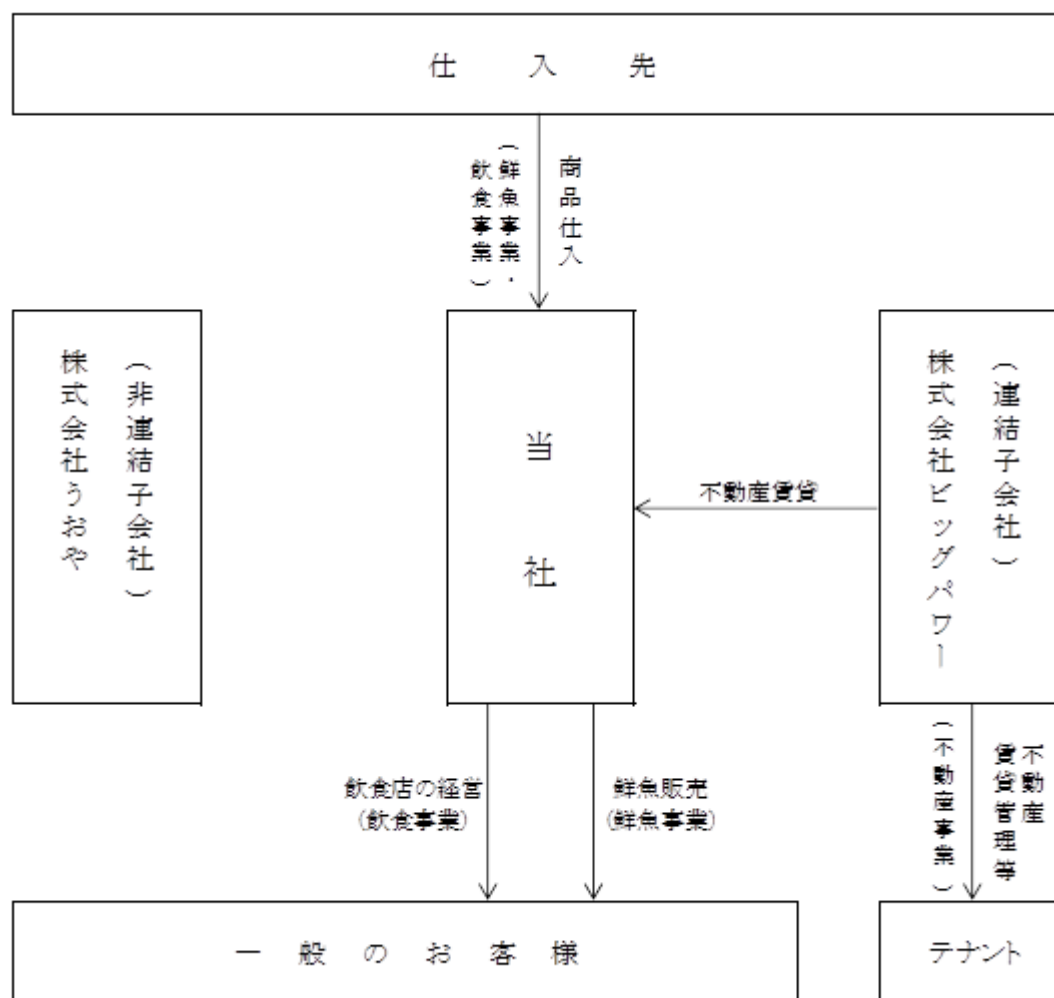 仕入先
商品仕入
(鮮魚事業・
飲食事業)
(非連結子会社)
株式会社うおや
当社
不動産賃貸
(連結子会社)
株式会社ビッグパワー
飲食店の経営
(飲食事業)
鮮魚販売
(鮮魚事業)
不動産
賃貸管理等
(不動産事業)
一般のお客様
テナント